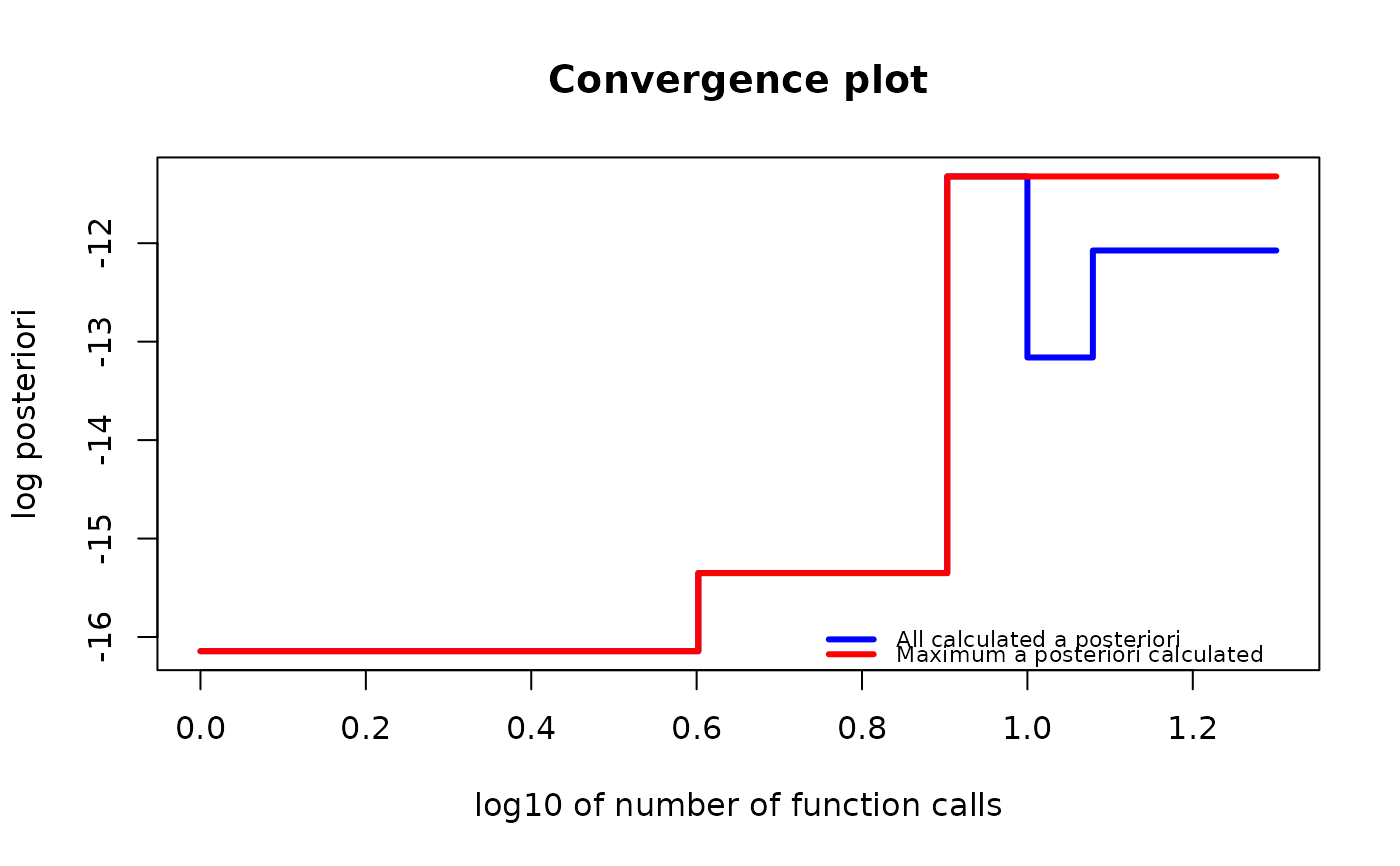 Convergence plot
log posteriori
-12
-13
-14
-15
-16
All calculated a posteriori
Maximum a posteriori calculated
0.0 0.2 0.4 0.6 0.8 1.0 1.2
log10 of number of function calls